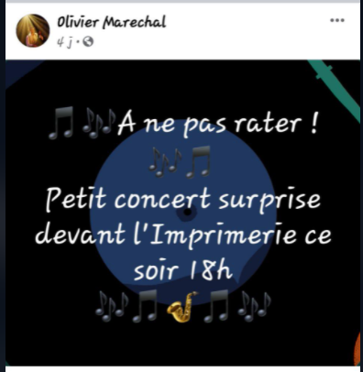 Olivier Marechal
4 j
🎵 🎶A ne pas rater !
🎶🎵
Petit concert surprise
devant l'Imprimerie ce
soir 18h
🎶🎵🎷🎵🎶